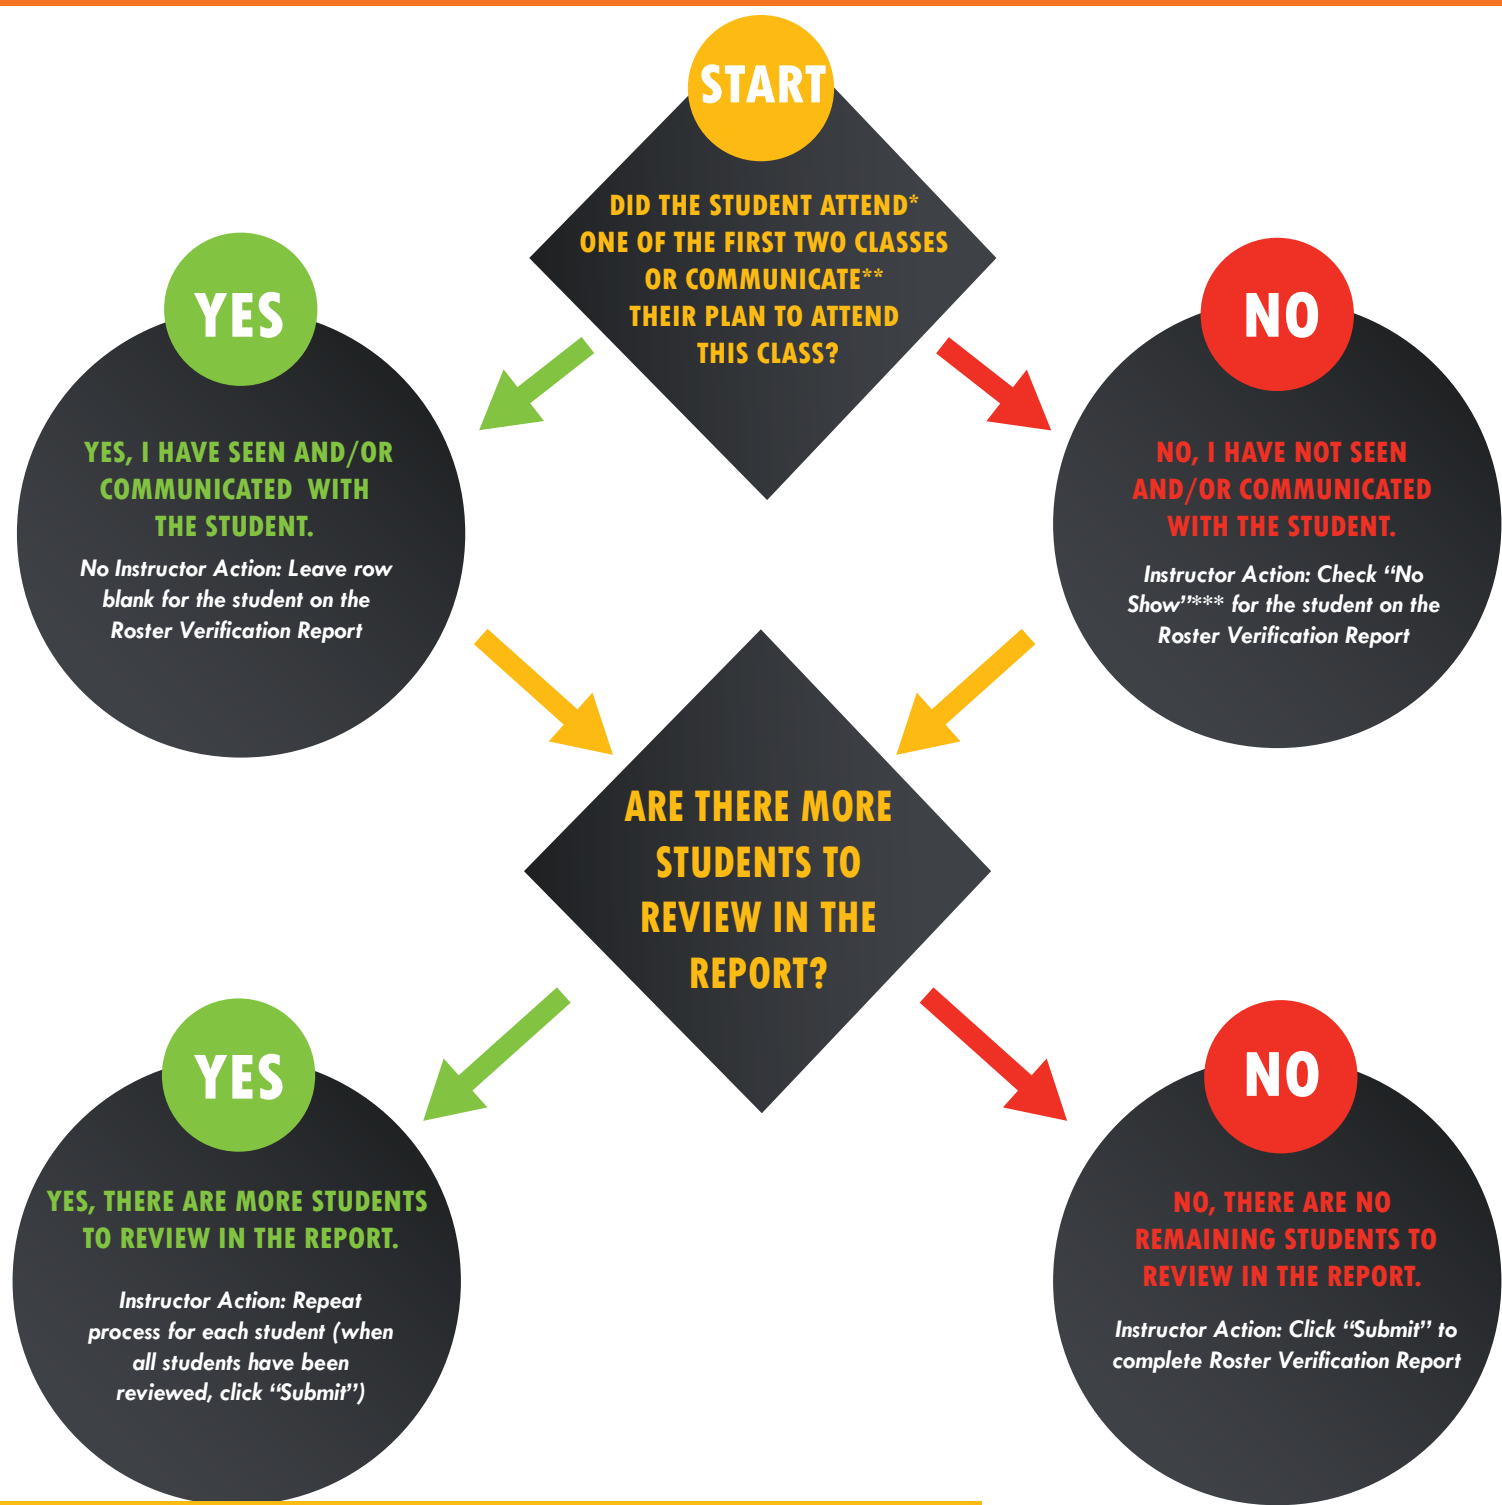 START
DID THE STUDENT ATTEND*
ONE OF THE FIRST TWO CLASSES
OR COMMUNICATE**
THEIR PLAN TO ATTEND
THIS CLASS?
YES
YES, I HAVE SEEN AND/OR
COMMUNICATED WITH
THE STUDENT.
No Instructor Action: Leave row
blank for the student on the
Roster Verification Report
NO
NO, I HAVE NOT SEEN
AND/OR COMMUNICATED
WITH THE STUDENT.
Instructor Action: Check “No
Show”*** for the student on the
Roster Verification Report
ARE THERE MORE
STUDENTS TO
REVIEW IN THE
REPORT?
YES
YES, THERE ARE MORE STUDENTS
TO REVIEW IN THE REPORT.
Instructor Action: Repeat
process for each student (when
all students have been
reviewed, click “Submit”)
NO
NO, THERE ARE NO
REMAINING STUDENTS TO
REVIEW IN THE REPORT.
Instructor Action: Click “Submit” to
complete Roster Verification Report